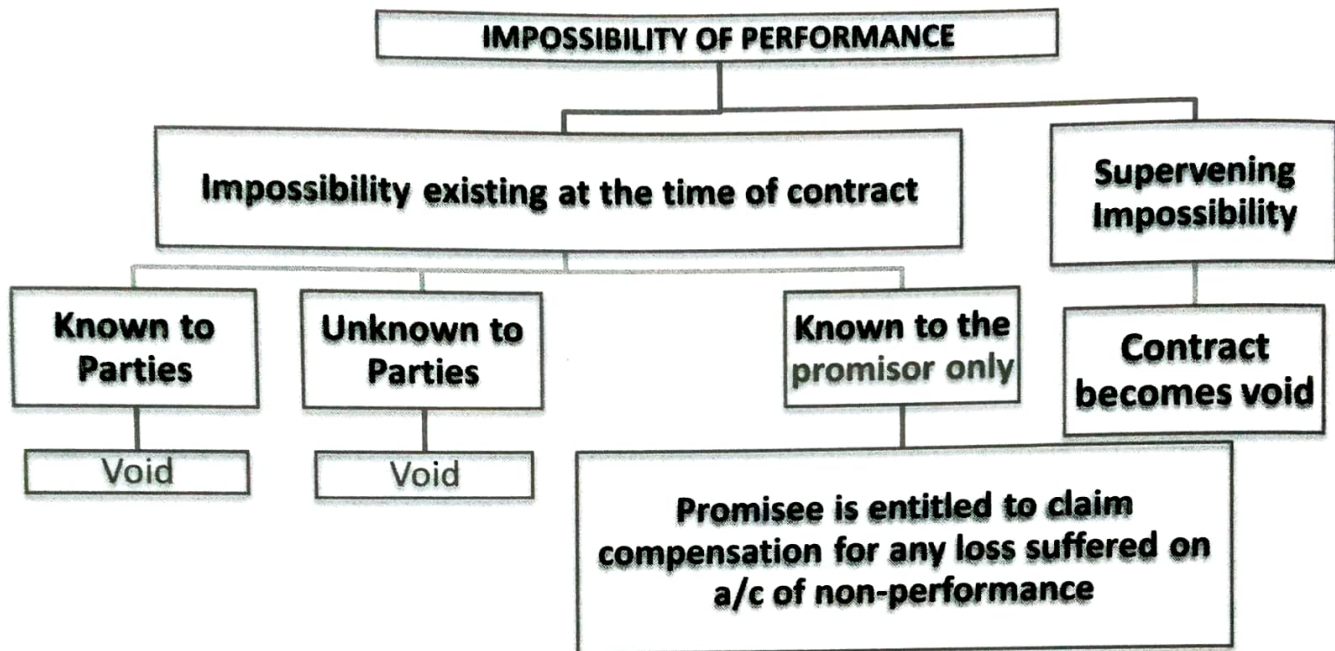 IMPOSSIBILITY OF PERFORMANCE
Impossibility existing at the time of contract
Supervening
Impossibility
Known to
Parties
Unknown to
Parties
Known to the
promisor only
Contract
becomes void
Void
Void
Promisee is entitled to claim
compensation for any loss suffered on
a/c of non-performance